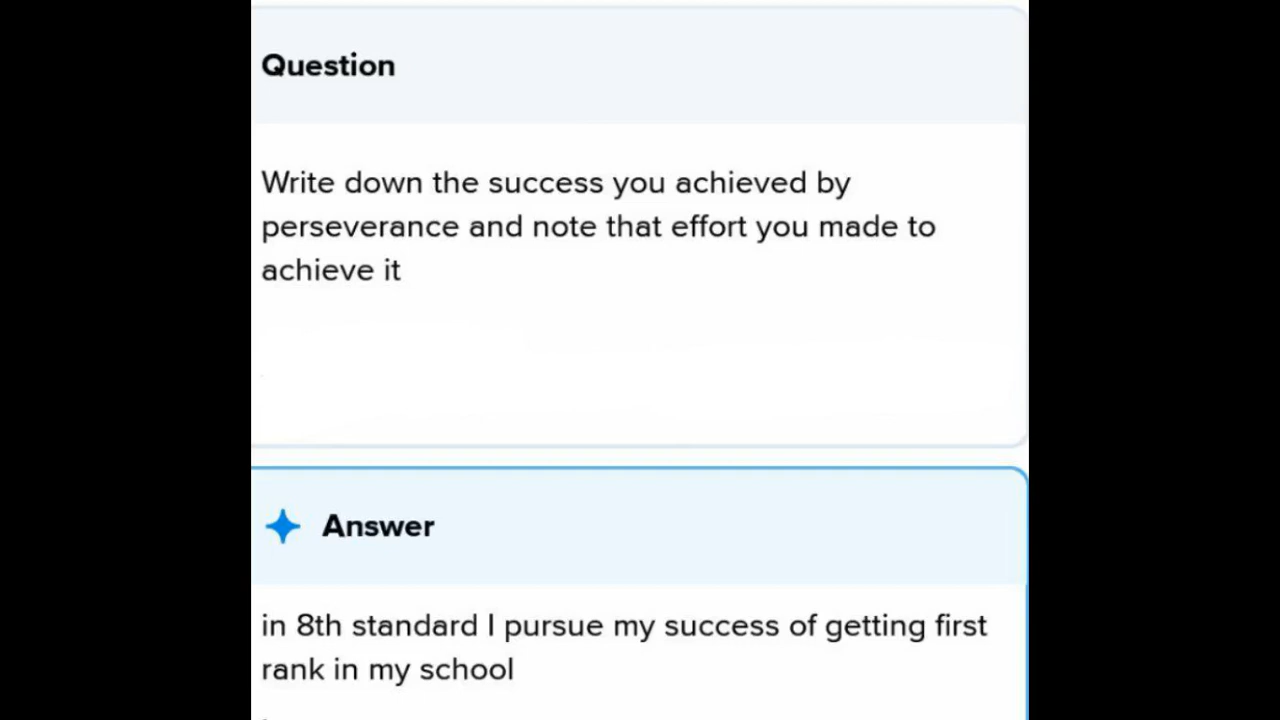 Question
Write down the success you achieved by
perseverance and note that effort you made to
achieve it
Answer
in 8th standard I pursue my success of getting first
rank in my school